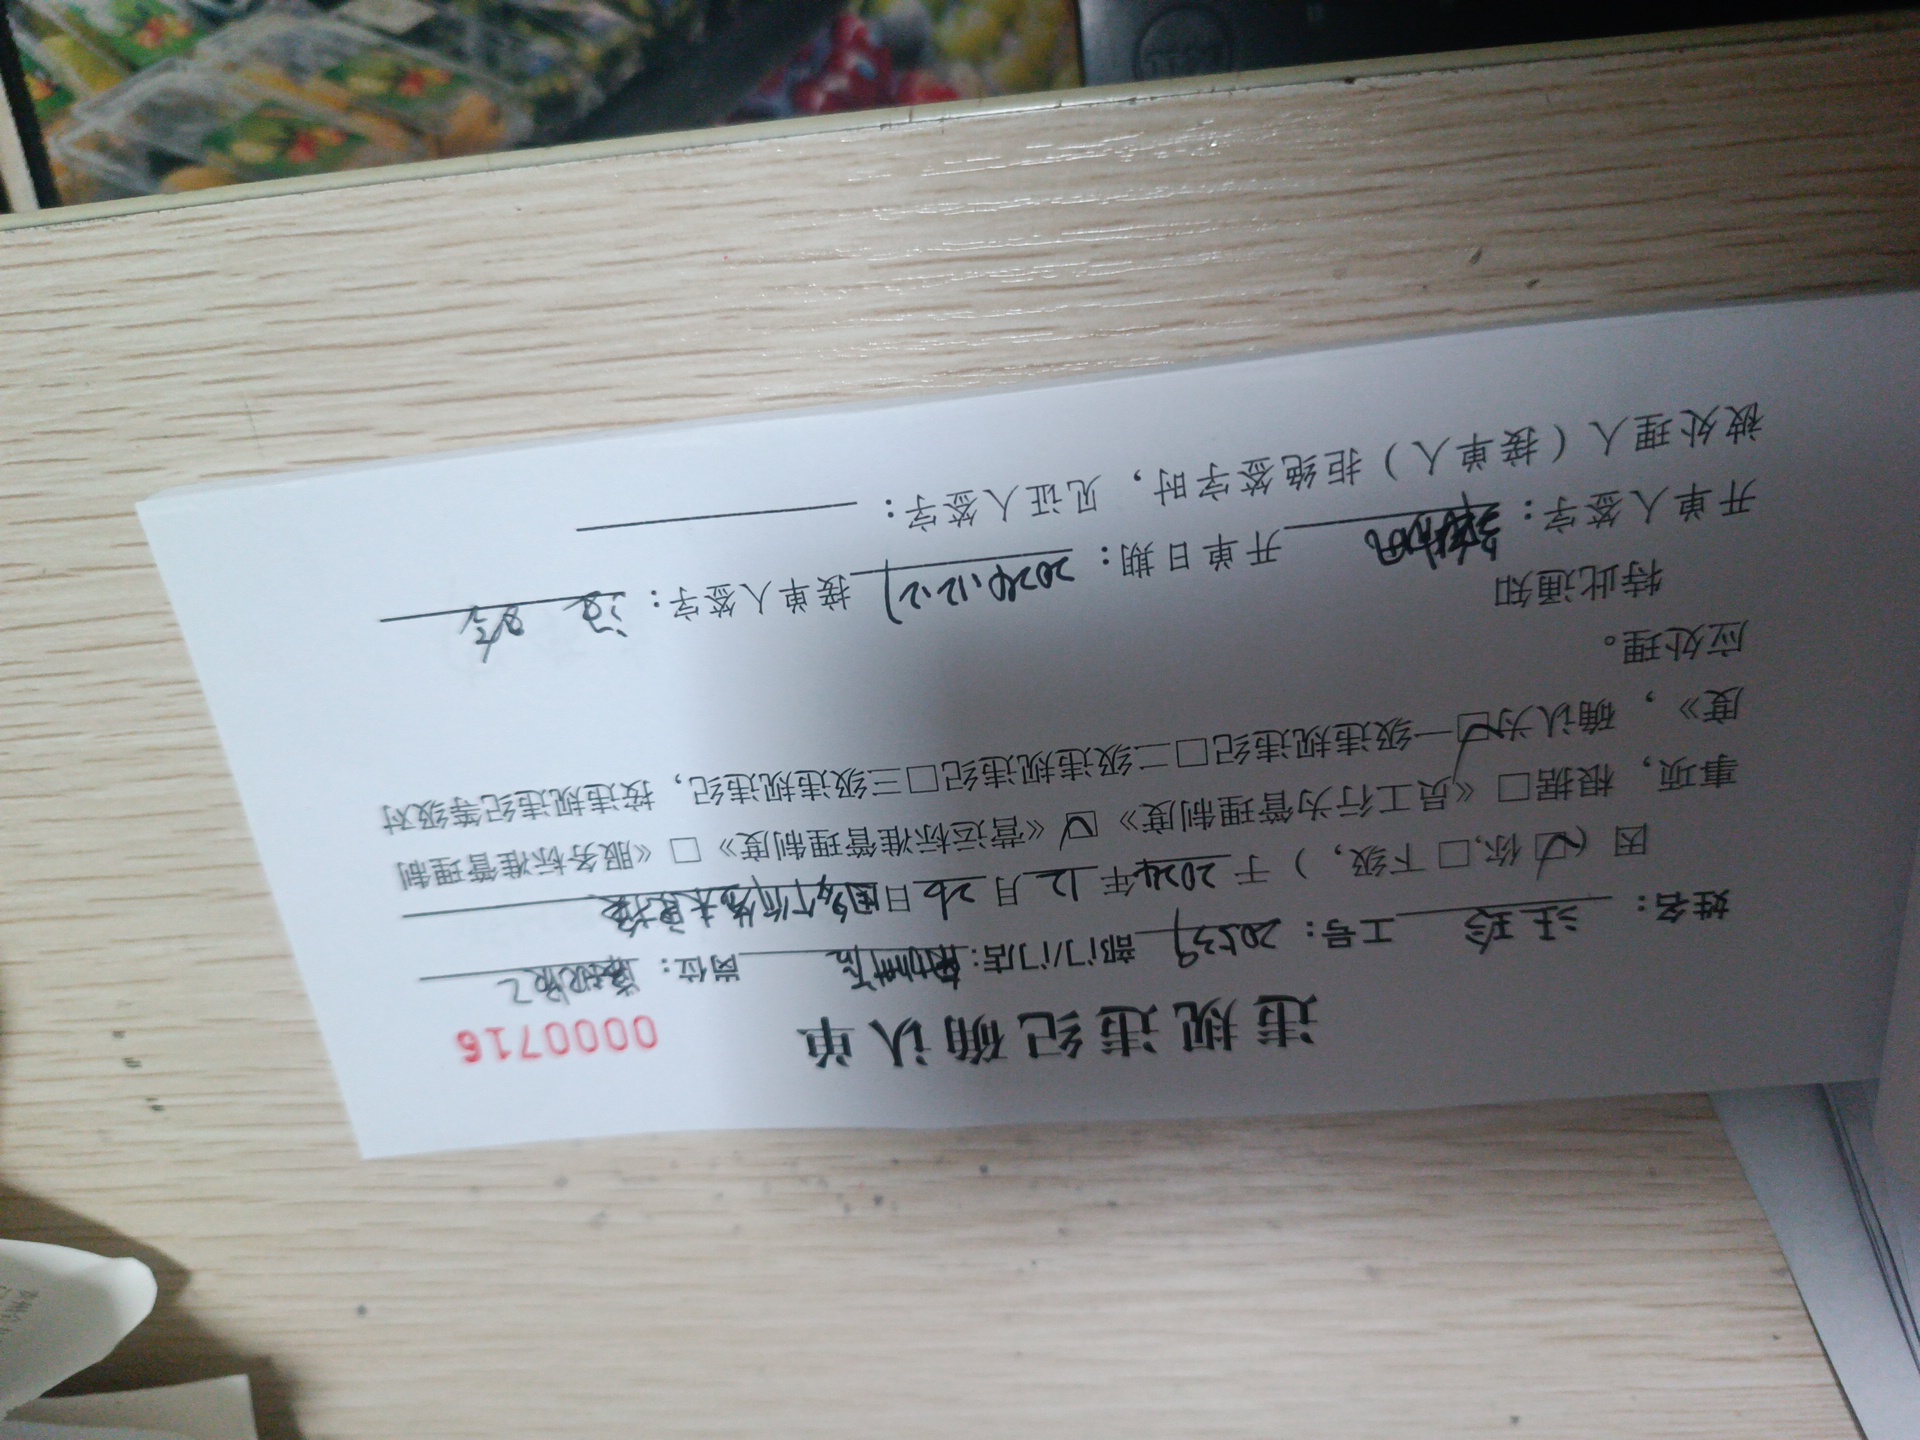 违规违纪确认单 0000716
姓名：汪珍 工号：202539 部门/门店： 店 岗位：
因（☑你,□下级，）于2024年12月26日
事项，根据□《员工行为管理制度》☑《营运标准管理制度》□《服务标准管理制
度》，确认为☑一级违规违纪□二级违规违纪□三级违规违纪，按违规违纪等级对
应处理。
特此通知
开单人签字： 开单日期：2024.12.27 接单人签字：汪珍
被处理人（接单人）拒绝签字时，见证人签字：